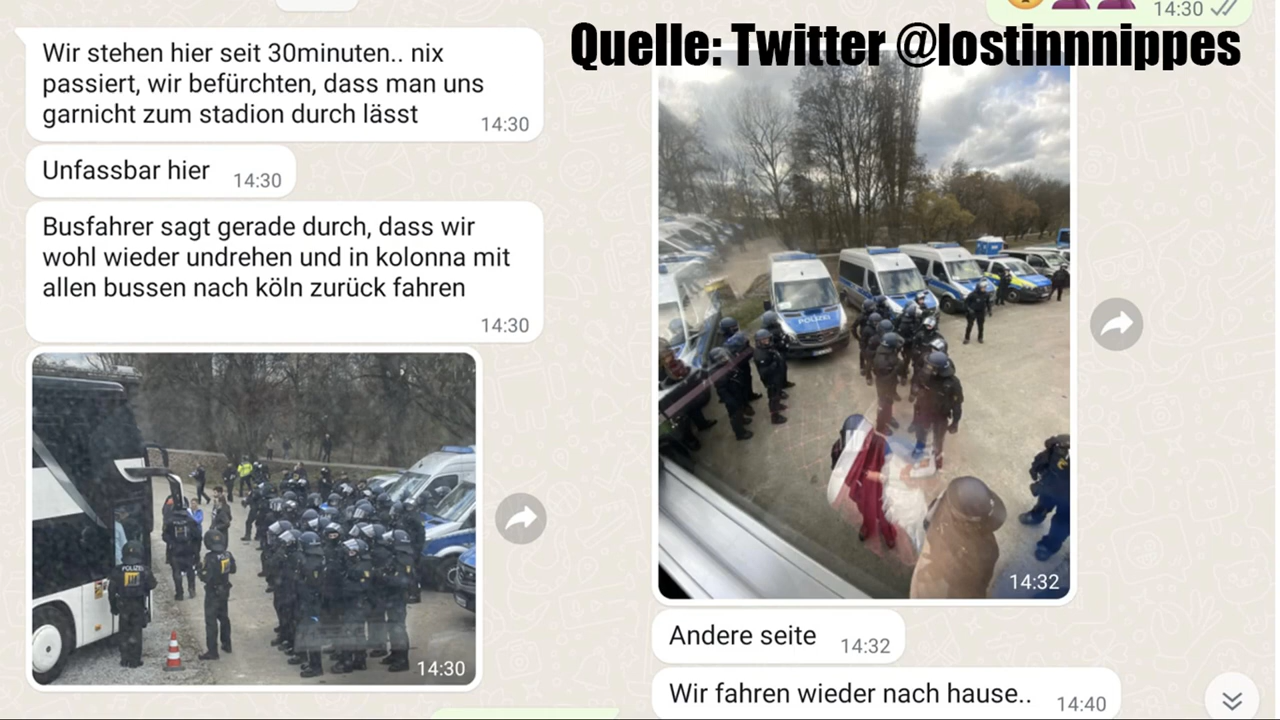 14:30
Quelle: Twitter @lostinnnippes
Wir stehen hier seit 30minuten.. nix
passiert, wir befürchten, dass man uns
garnicht zum stadion durch lässt
14:30
Unfassbar hier
14:30
Busfahrer sagt gerade durch, dass wir
wohl wieder undrehen und in kolonna mit
allen bussen nach köln zurück fahren
14:30
POLIZEI
14:30
POLIZEI
14:32
Andere seite
14:32
Wir fahren wieder nach hause..
14:40